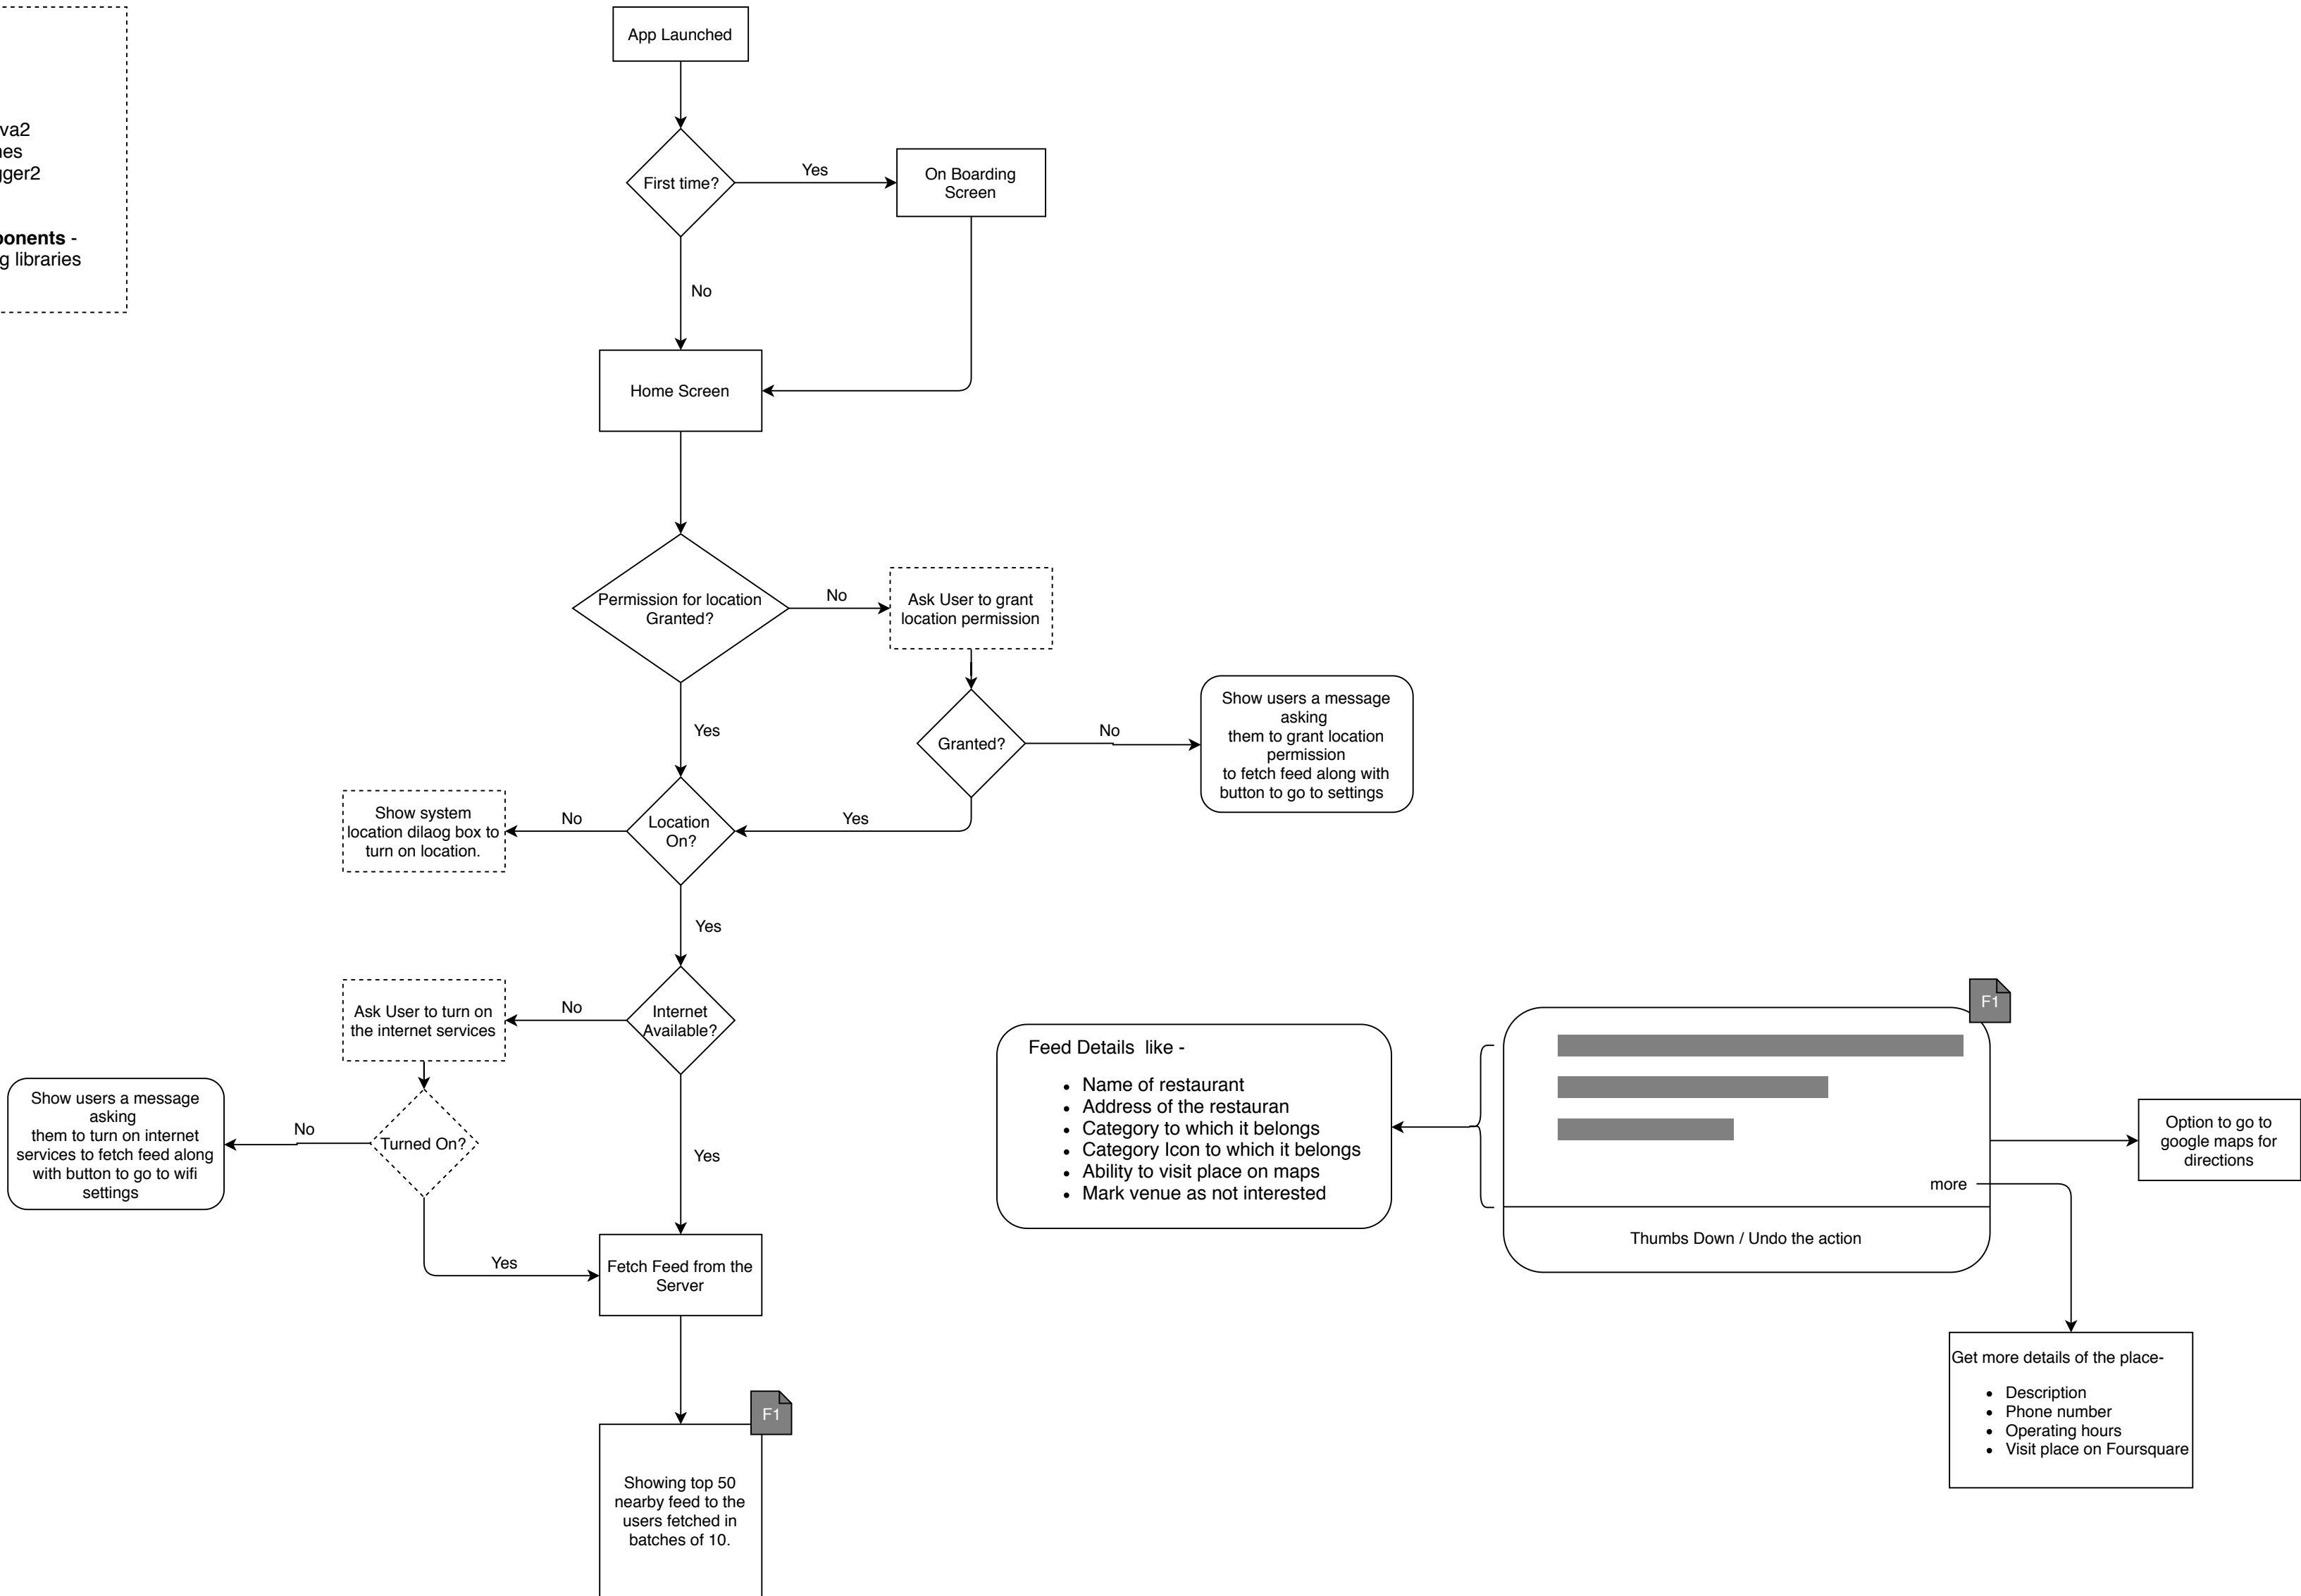 App Launched
va2
nes
gger2
ponents -
g libraries
First time?
Yes
On Boarding
Screen
No
Home Screen
Permission for location
Granted?
No
Ask User to grant
location permission
Yes
Granted?
No
Show users a message
asking
them to grant location
permission
to fetch feed along with
button to go to settings
Show system
location dilaog box to
turn on location.
No
Location
On?
Yes
Yes
Ask User to turn on
the internet services
No
Internet
Available?
Show users a message
asking
them to turn on internet
services to fetch feed along
with button to go to wifi
settings
No
Turned On?
Yes
Yes
Fetch Feed from the
Server
F1
Showing top 50
nearby feed to the
users fetched in
batches of 10.
Feed Details like -
• Name of restaurant
• Address of the restauran
• Category to which it belongs
• Category Icon to which it belongs
• Ability to visit place on maps
• Mark venue as not interested
F1
more
Thumbs Down / Undo the action
Option to go to
google maps for
directions
Get more details of the place-
• Description
• Phone number
• Operating hours
• Visit place on Foursquare